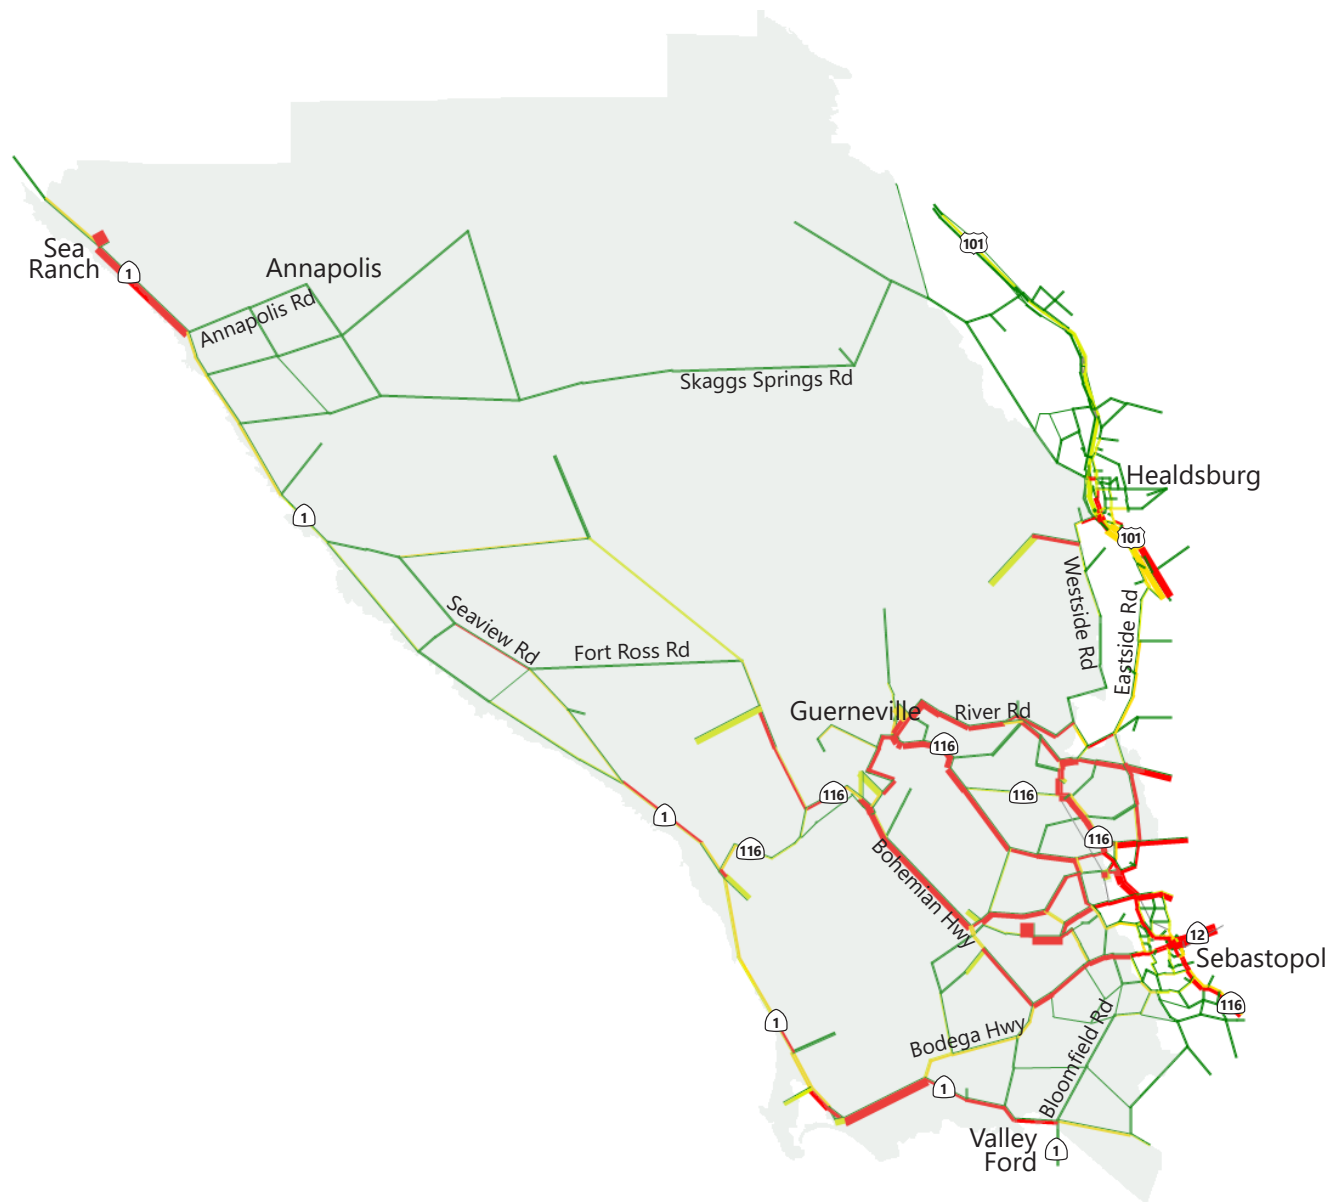 101
Sea
Ranch
1
Annapolis
Annapolis Rd
Skaggs Springs Rd
Healdsburg
1
101
Westside Rd
Eastside Rd
Seaview Rd
Fort Ross Rd
Guerneville
River Rd
116
116
116
1
116
116
Bohemian Hwy
12
Sebastopol
116
1
Bodega Hwy
Bloomfield Rd
1
Valley
Ford
1